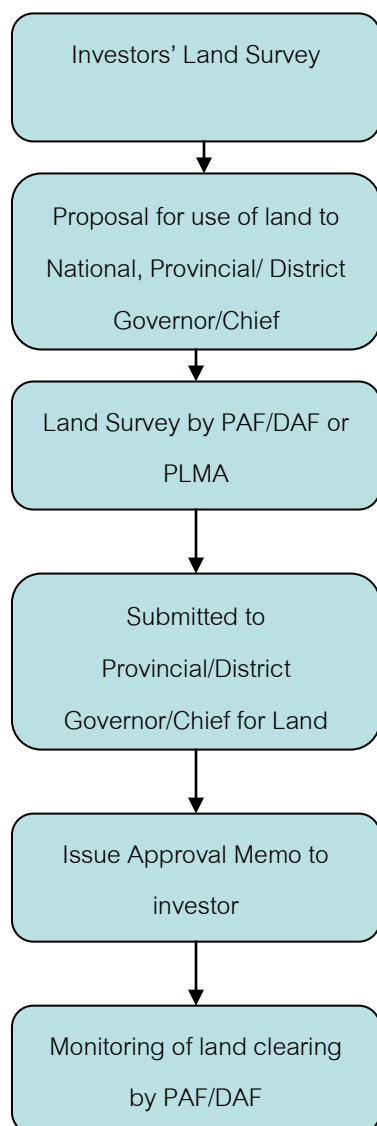 Investors’ Land Survey
Proposal for use of land to
National, Provincial/ District
Governor/Chief
Land Survey by PAF/DAF or
PLMA
Submitted to
Provincial/District
Governor/Chief for Land
Issue Approval Memo to
investor
Monitoring of land clearing
by PAF/DAF